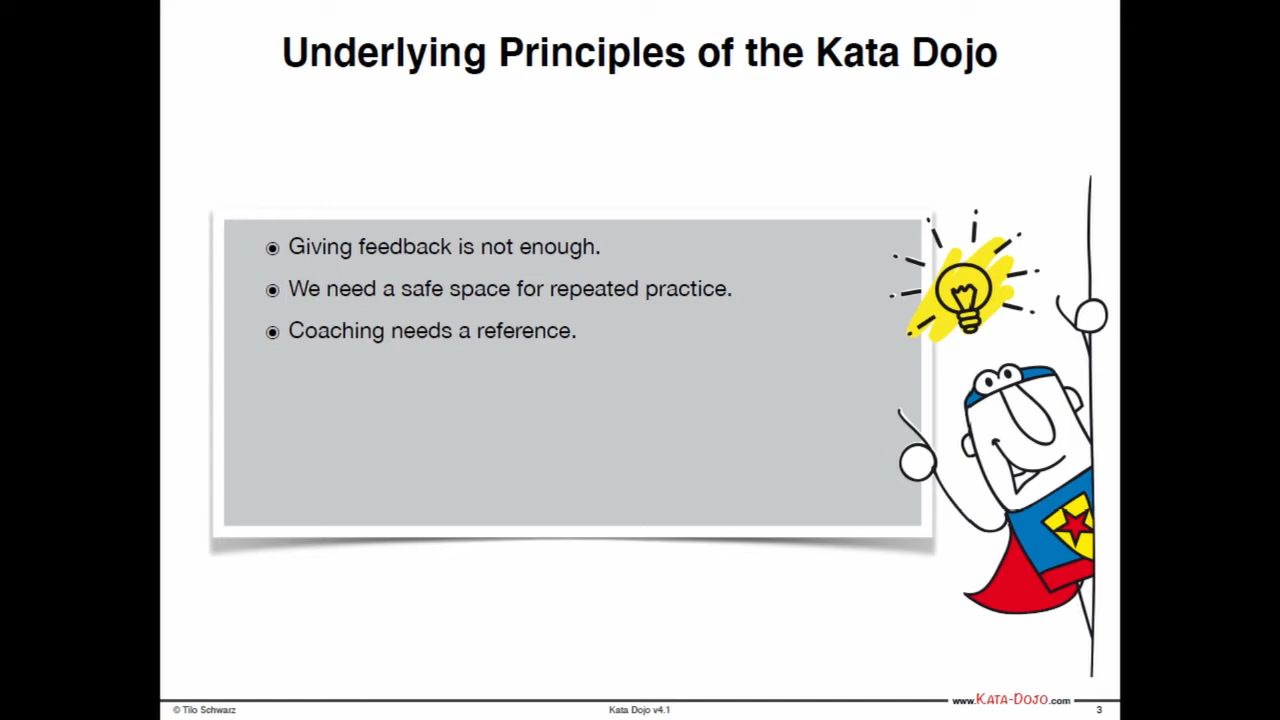 Underlying Principles of the Kata Dojo
Giving feedback is not enough.
We need a safe space for repeated practice.
Coaching needs a reference.
www.KATA-DOJO.com
© Tilo Schwarz
Kata Dojo v4.1
3